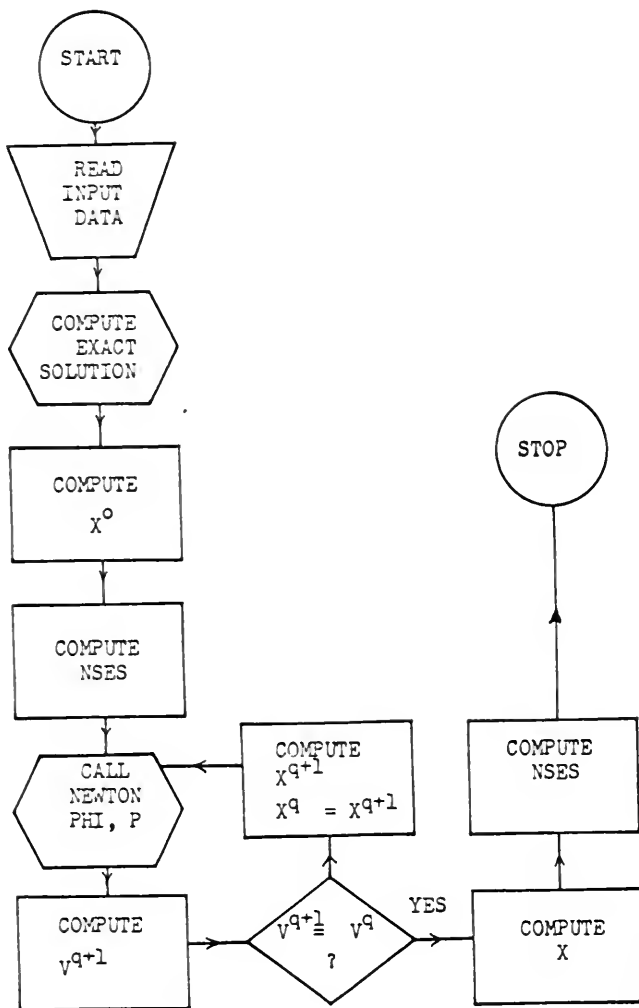 START
READ
INPUT
DATA
COMPUTE
EXACT
SOLUTION
COMPUTE
X⁰
COMPUTE
NSES
CALL
NEWTON
PHI, P
COMPUTE
V^q+1
V^q+1 ≡ V^q
?
COMPUTE
X^q+1
X^q = X^q+1
YES
COMPUTE
X
COMPUTE
NSES
STOP